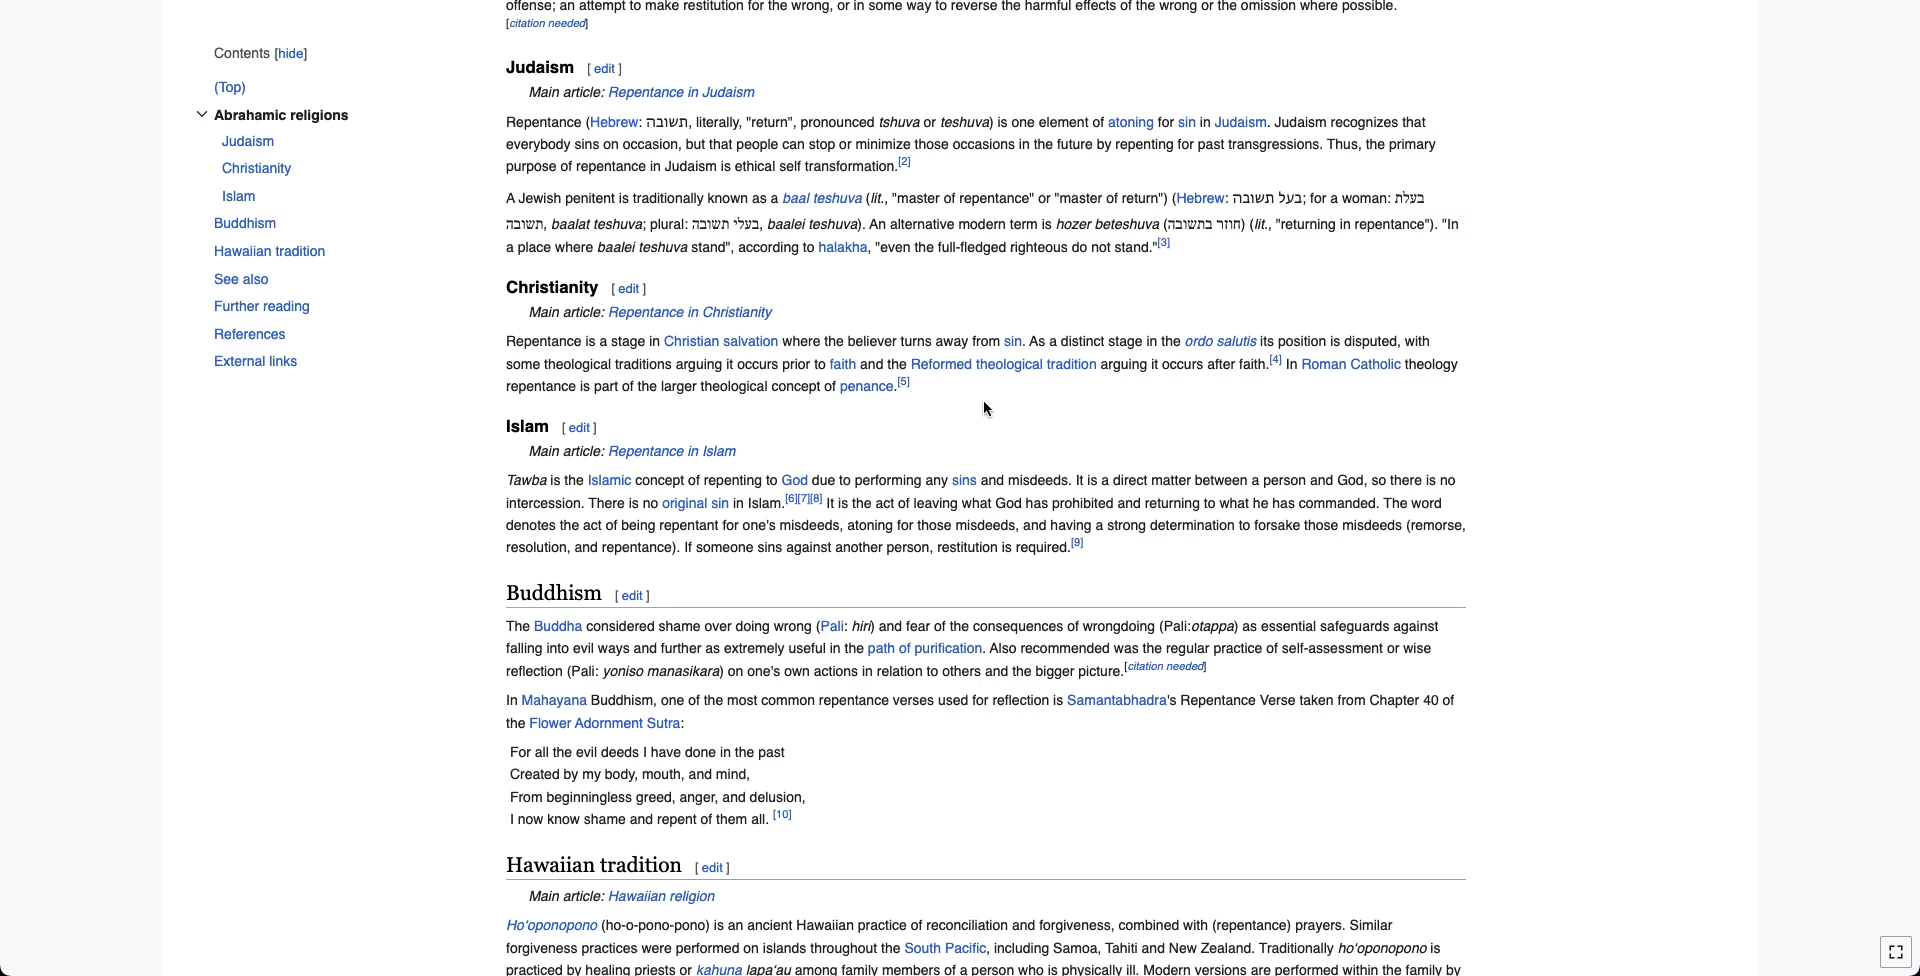 offense; an attempt to make restitution for the wrong, or in some way to reverse the harmful effects of the wrong or the omission where possible.
[citation needed]
Contents [hide]
(Top)
Abrahamic religions
Judaism
Christianity
Islam
Buddhism
Hawaiian tradition
See also
Further reading
References
External links
Judaism [ edit ]
Main article: Repentance in Judaism
Repentance (Hebrew: תשובה, literally, "return", pronounced tshuva or teshuva) is one element of atoning for sin in Judaism. Judaism recognizes that
everybody sins on occasion, but that people can stop or minimize those occasions in the future by repenting for past transgressions. Thus, the primary
purpose of repentance in Judaism is ethical self transformation.[2]
A Jewish penitent is traditionally known as a baal teshuva (lit., "master of repentance" or "master of return") (Hebrew: בעל תשובה; for a woman: בעלת
תשובה, baalat teshuva; plural: בעלי תשובה, baalei teshuva). An alternative modern term is hozer beteshuva (חוזר בתשובה) (lit., "returning in repentance"). "In
a place where baalei teshuva stand", according to halakha, "even the full-fledged righteous do not stand."[3]
Christianity [ edit ]
Main article: Repentance in Christianity
Repentance is a stage in Christian salvation where the believer turns away from sin. As a distinct stage in the ordo salutis its position is disputed, with
some theological traditions arguing it occurs prior to faith and the Reformed theological tradition arguing it occurs after faith.[4] In Roman Catholic theology
repentance is part of the larger theological concept of penance.[5]
Islam [ edit ]
Main article: Repentance in Islam
Tawba is the Islamic concept of repenting to God due to performing any sins and misdeeds. It is a direct matter between a person and God, so there is no
intercession. There is no original sin in Islam.[6][7][8] It is the act of leaving what God has prohibited and returning to what he has commanded. The word
denotes the act of being repentant for one's misdeeds, atoning for those misdeeds, and having a strong determination to forsake those misdeeds (remorse,
resolution, and repentance). If someone sins against another person, restitution is required.[9]
Buddhism [ edit ]
The Buddha considered shame over doing wrong (Pali: hiri) and fear of the consequences of wrongdoing (Pali:otappa) as essential safeguards against
falling into evil ways and further as extremely useful in the path of purification. Also recommended was the regular practice of self-assessment or wise
reflection (Pali: yoniso manasikara) on one's own actions in relation to others and the bigger picture.[citation needed]
In Mahayana Buddhism, one of the most common repentance verses used for reflection is Samantabhadra's Repentance Verse taken from Chapter 40 of
the Flower Adornment Sutra:
For all the evil deeds I have done in the past
Created by my body, mouth, and mind,
From beginningless greed, anger, and delusion,
I now know shame and repent of them all. [10]
Hawaiian tradition [ edit ]
Main article: Hawaiian religion
Ho'oponopono (ho-o-pono-pono) is an ancient Hawaiian practice of reconciliation and forgiveness, combined with (repentance) prayers. Similar
forgiveness practices were performed on islands throughout the South Pacific, including Samoa, Tahiti and New Zealand. Traditionally ho'oponopono is
practiced by healing priests or kahuna lapa'au among family members of a person who is physically ill. Modern versions are performed within the family by